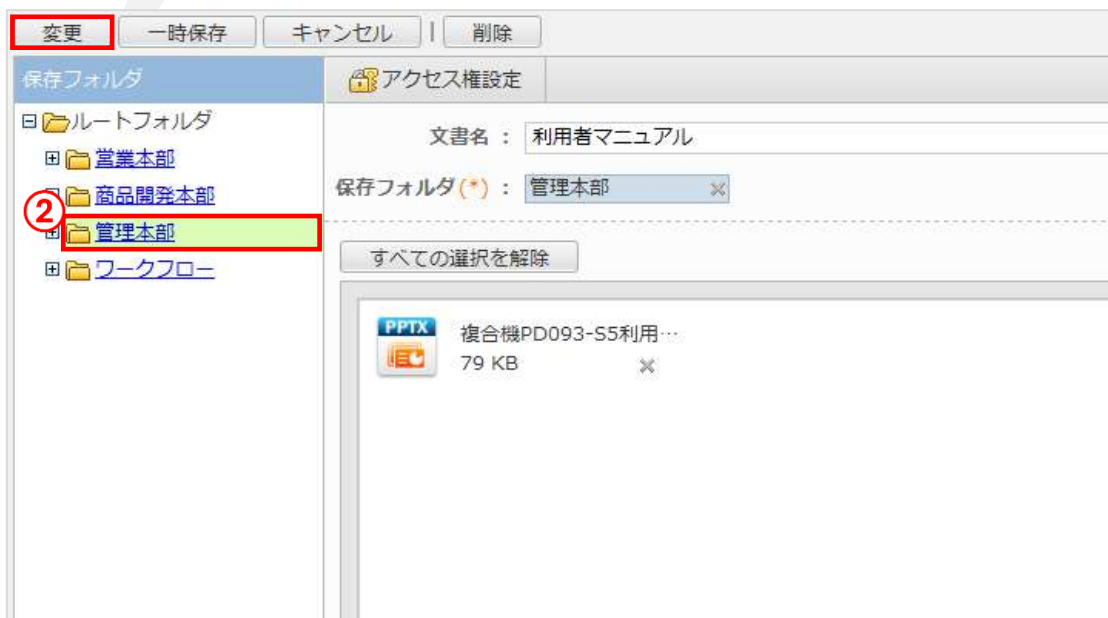 変更 一時保存 キャンセル | 削除
保存フォルダ
アクセス権設定
ルートフォルダ
営業本部
商品開発本部
②
管理本部
ワークフロー
文書名 : 利用者マニュアル
保存フォルダ(*) : 管理本部
すべての選択を解除
PPTX
複合機PD093-S5利用…
79 KB